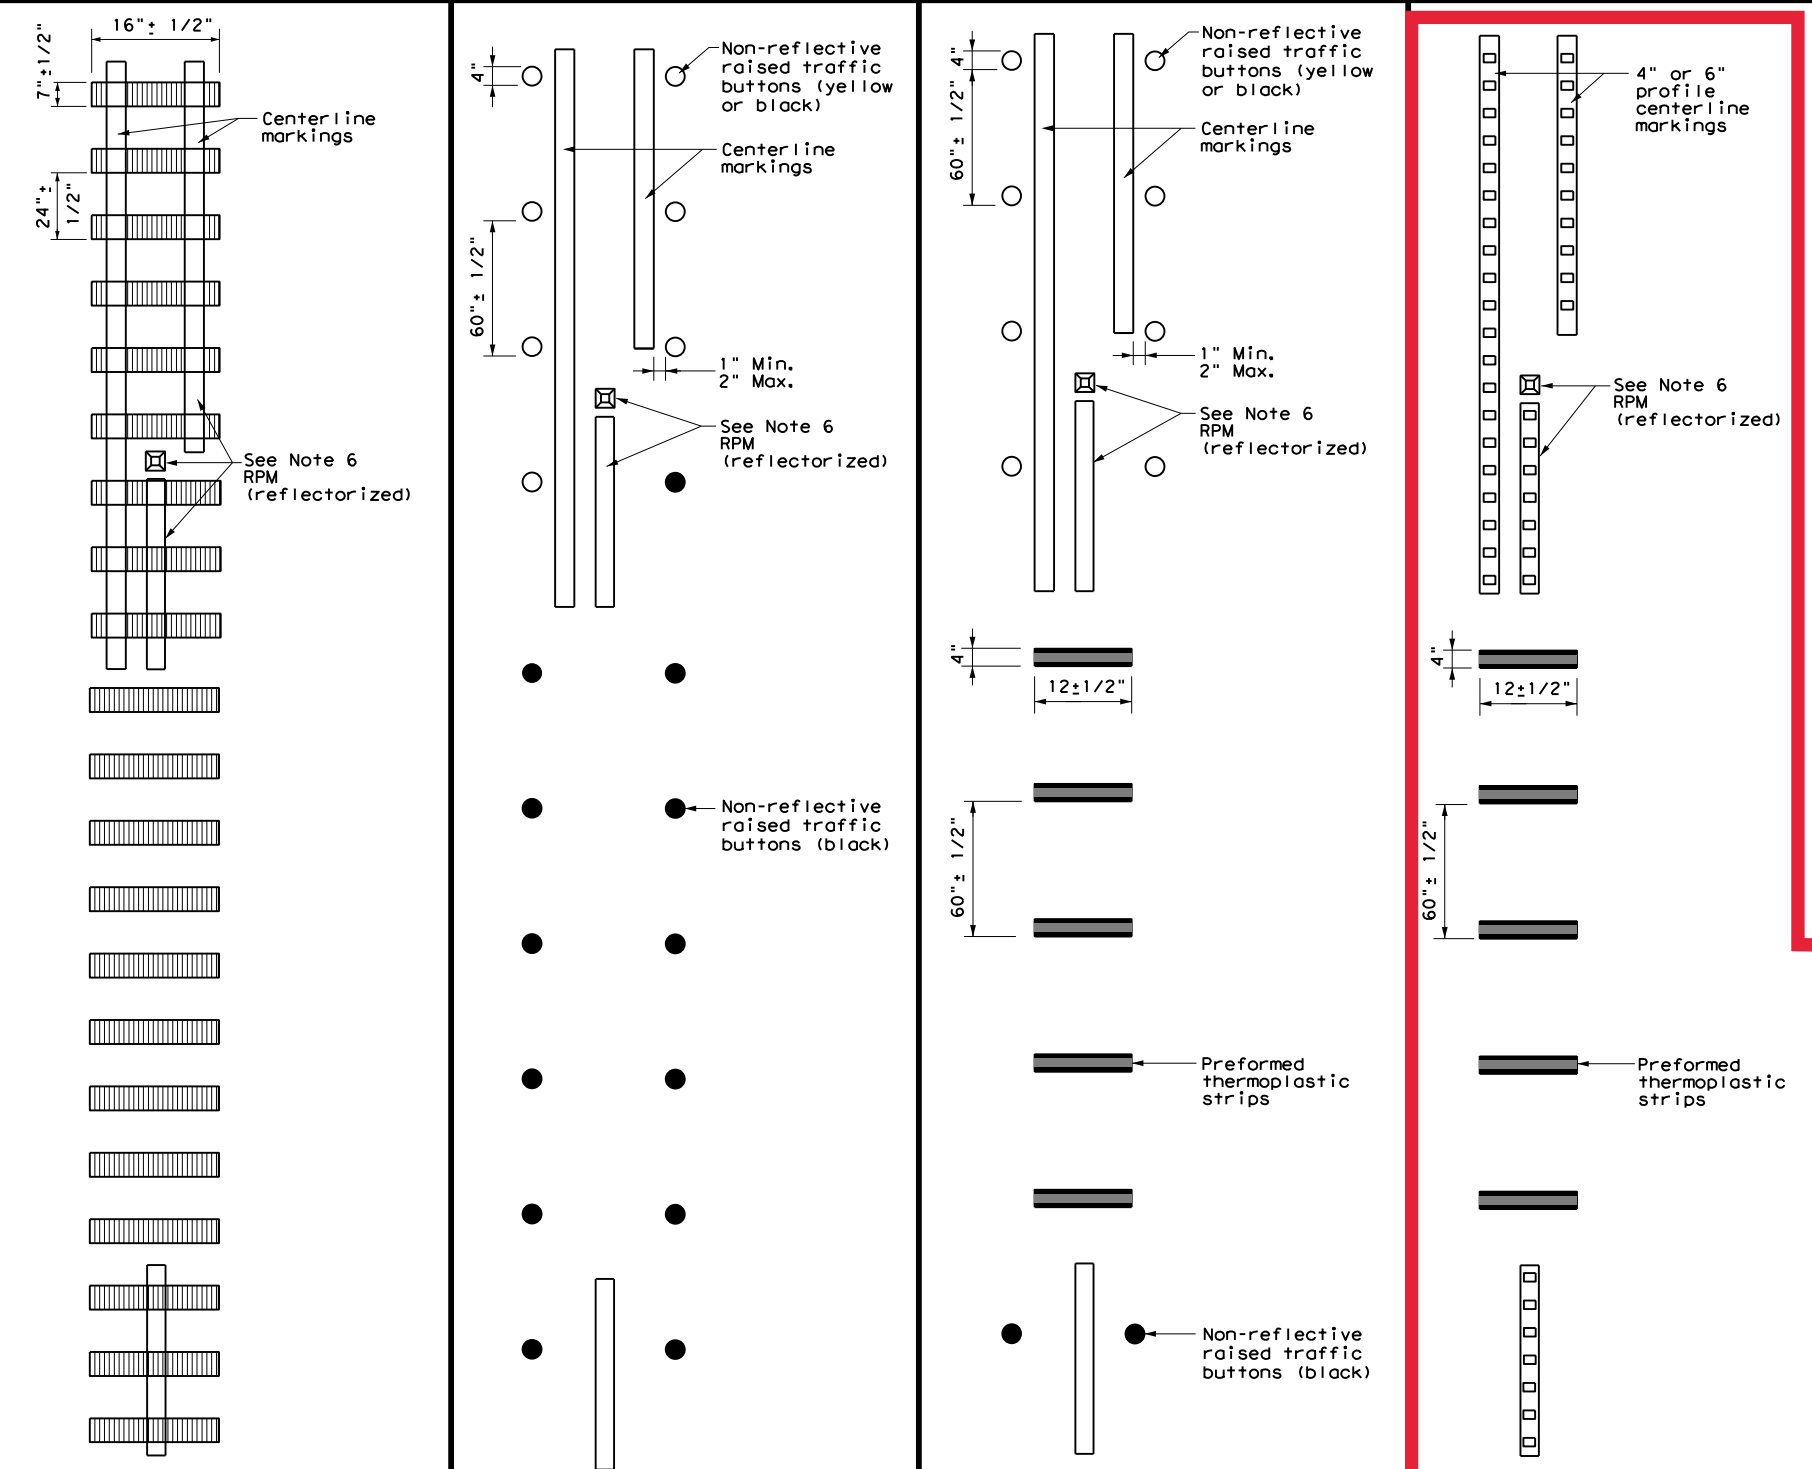 16"± 1/2"
7"±1/2"
Centerline
markings
24"±
1/2"
See Note 6
RPM
(reflectorized)
4"
Non-reflective
raised traffic
buttons (yellow
or black)
Centerline
markings
60"± 1/2"
1" Min.
2" Max.
See Note 6
RPM
(reflectorized)
Non-reflective
raised traffic
buttons (black)
4"
Non-reflective
raised traffic
buttons (yellow
or black)
60"± 1/2"
Centerline
markings
1" Min.
2" Max.
See Note 6
RPM
(reflectorized)
4"
12±1/2"
60"± 1/2"
Preformed
thermoplastic
strips
Non-reflective
raised traffic
buttons (black)
4" or 6"
profile
centerline
markings
See Note 6
RPM
(reflectorized)
4"
12±1/2"
60"± 1/2"
Preformed
thermoplastic
strips